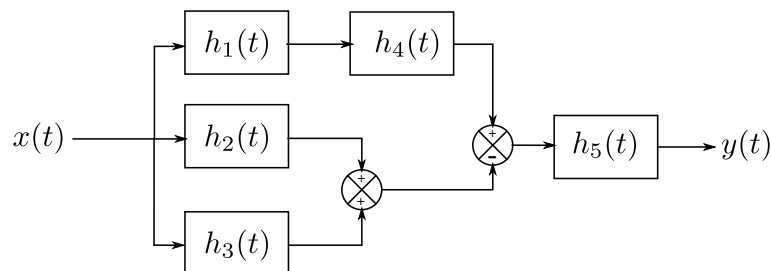 h₁(t)
h₄(t)
x(t)
h₂(t)
+
-
h₅(t)
y(t)
+
+
h₃(t)